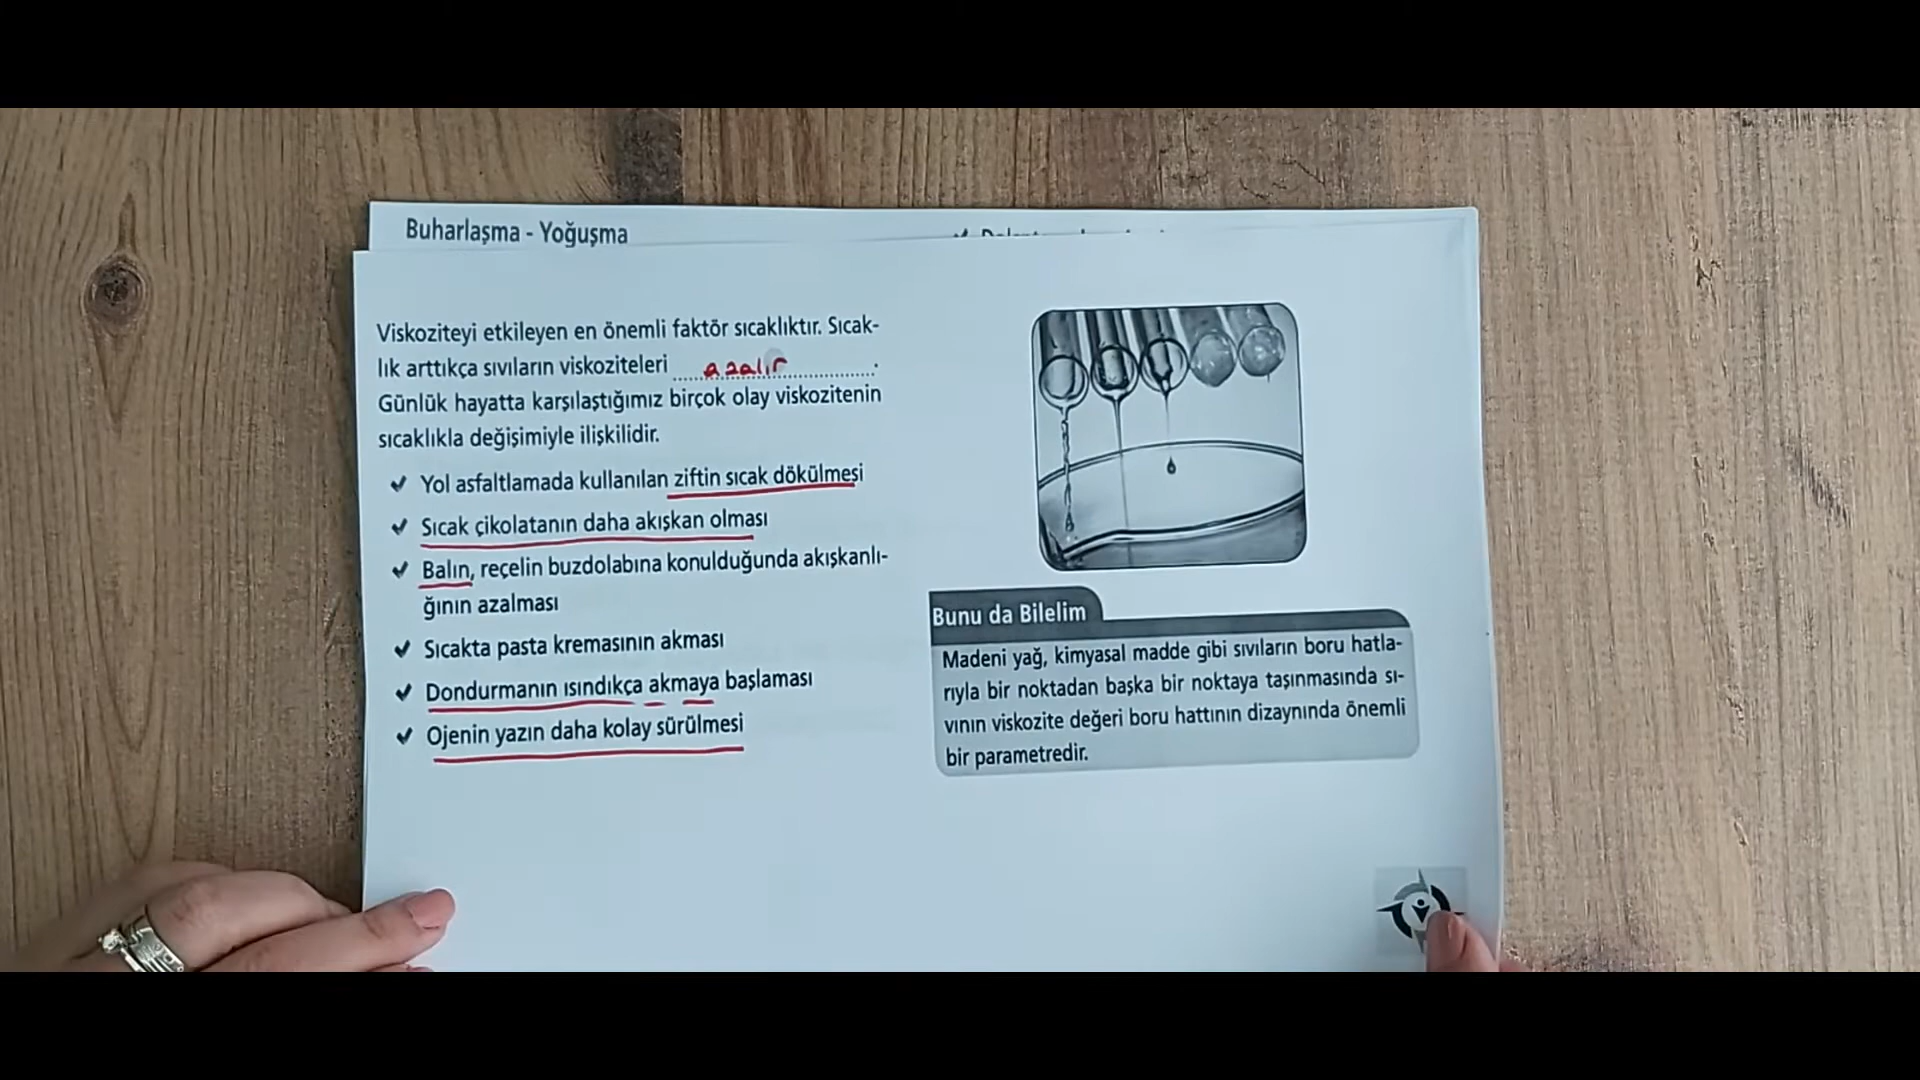 Buharlaşma - Yoğuşma
Viskoziteyi etkileyen en önemli faktör sıcaklıktır. Sıcak-
lık arttıkça sıvıların viskoziteleri azalır.
Günlük hayatta karşılaştığımız birçok olay viskozitenin
sıcaklıkla değişimiyle ilişkilidir.
✔ Yol asfaltlamada kullanılan ziftin sıcak dökülmeşi
✔ Sıcak çikolatanın daha akışkan olması
✔ Balın, reçelin buzdolabına konulduğunda akışkanlı-
ğının azalması
✔ Sıcakta pasta kremasının akması
✔ Dondurmanın ısındıkça akmaya başlaması
✔ Ojenin yazın daha kolay sürülmesi
Bunu da Bilelim
Madeni yağ, kimyasal madde gibi sıvıların boru hatla-
rıyla bir noktadan başka bir noktaya taşınmasında sı-
vının viskozite değeri boru hattının dizaynında önemli
bir parametredir.